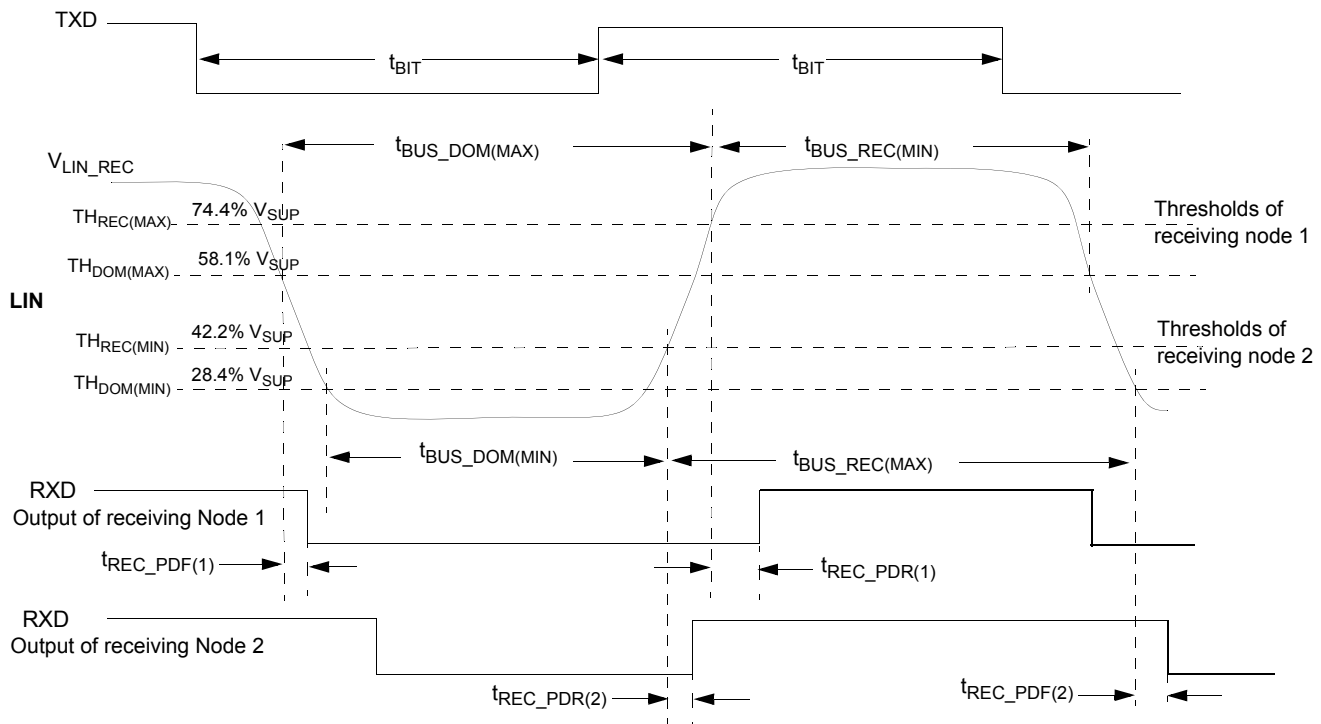 TXD
tBIT
tBIT
tBUS_DOM(MAX)
tBUS_REC(MIN)
VLIN_REC
THREC(MAX)
74.4% VSUP
Thresholds of
receiving node 1
THDOM(MAX)
58.1% VSUP
LIN
THREC(MIN)
42.2% VSUP
Thresholds of
receiving node 2
THDOM(MIN)
28.4% VSUP
tBUS_DOM(MIN)
tBUS_REC(MAX)
RXD
Output of receiving Node 1
tREC_PDF(1)
tREC_PDR(1)
RXD
Output of receiving Node 2
tREC_PDR(2)
tREC_PDF(2)